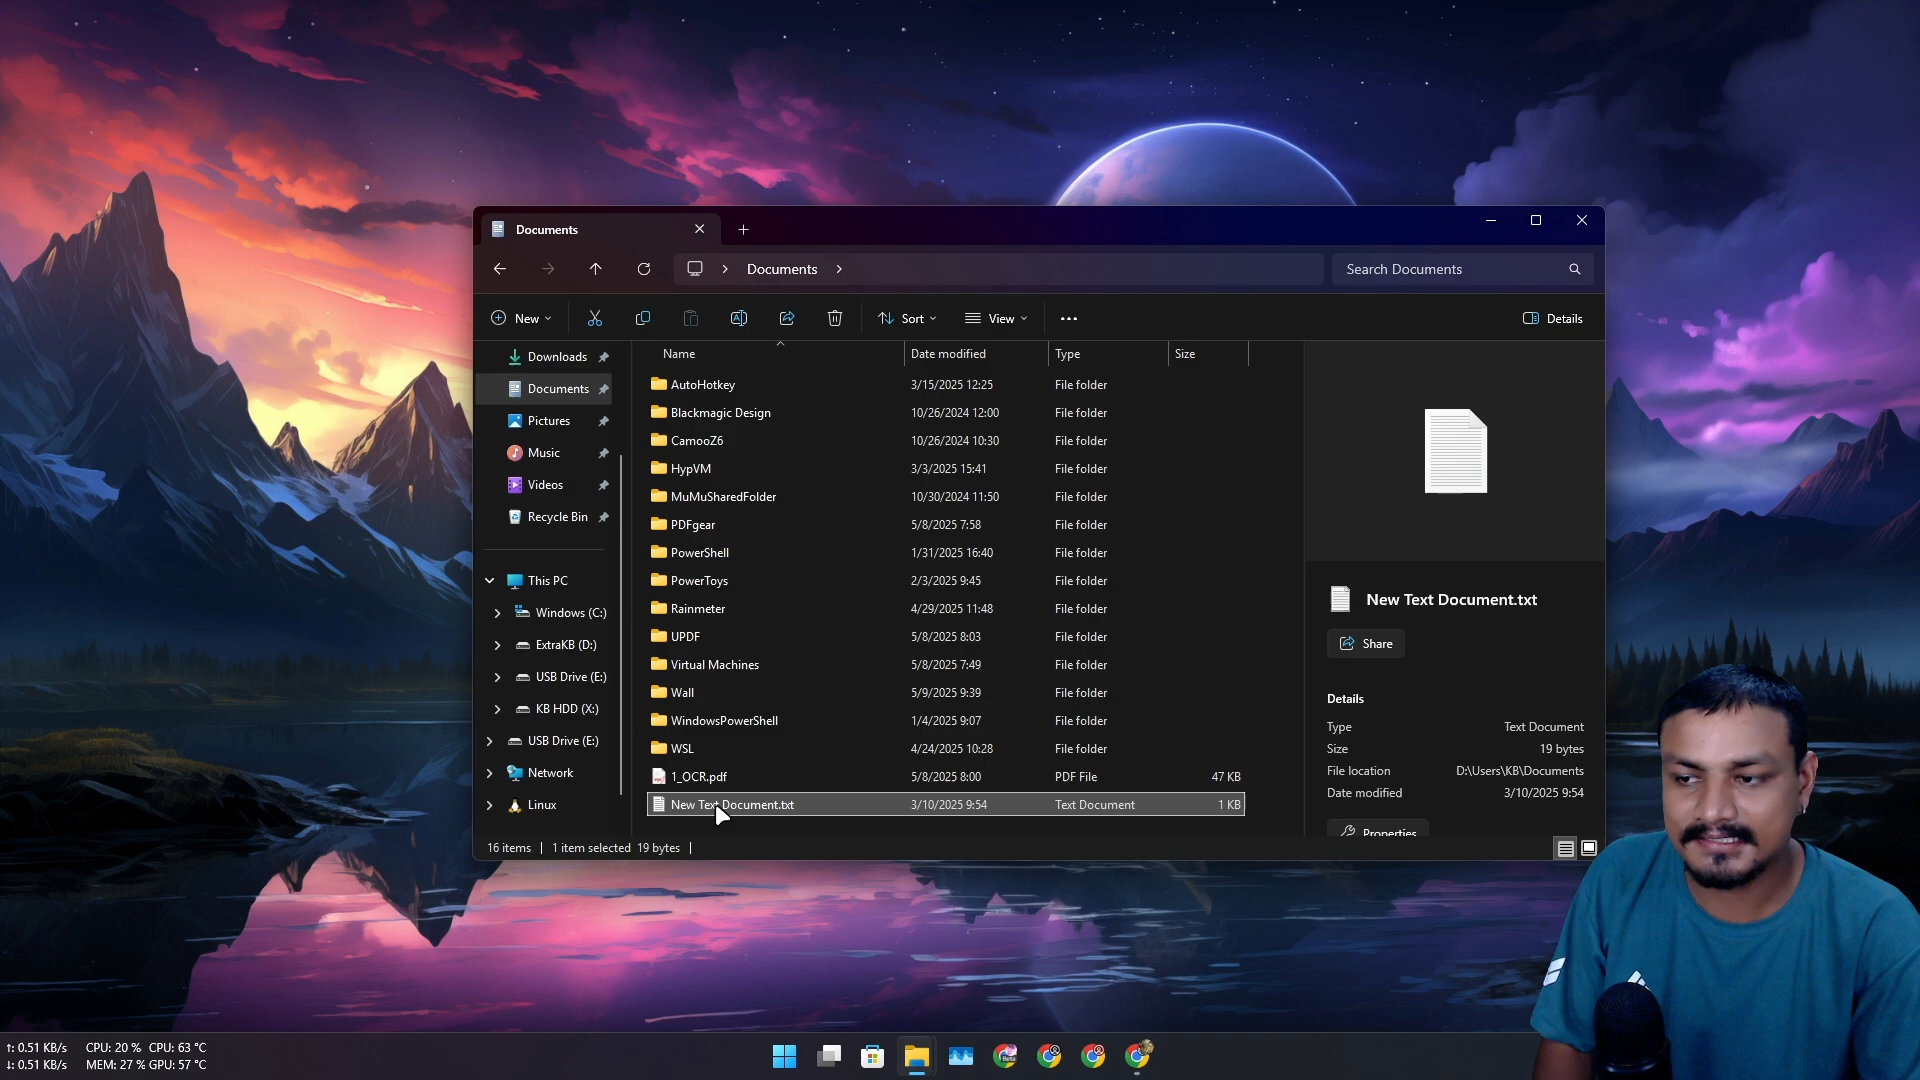 Documents
Documents
Search Documents
New
Sort
View
Details
Downloads
Documents
Pictures
Music
Videos
Recycle Bin
This PC
Windows (C:)
ExtraKB (D:)
USB Drive (E:)
KB HDD (X:)
USB Drive (E:)
Network
Linux
Name Date modified Type Size
AutoHotkey 3/15/2025 12:25 File folder
Blackmagic Design 10/26/2024 12:00 File folder
CamooZ6 10/26/2024 10:30 File folder
HypVM 3/3/2025 15:41 File folder
MuMuSharedFolder 10/30/2024 11:50 File folder
PDFgear 5/8/2025 7:58 File folder
PowerShell 1/31/2025 16:40 File folder
PowerToys 2/3/2025 9:45 File folder
Rainmeter 4/29/2025 11:48 File folder
UPDF 5/8/2025 8:03 File folder
Virtual Machines 5/8/2025 7:49 File folder
Wall 5/9/2025 9:39 File folder
WindowsPowerShell 1/4/2025 9:07 File folder
WSL 4/24/2025 10:28 File folder
1_OCR.pdf 5/8/2025 8:00 PDF File 47 KB
New Text Document.txt 3/10/2025 9:54 Text Document 1 KB
New Text Document.txt
Share
Details
Type Text Document
Size 19 bytes
File location D:\Users\KB\Documents
Date modified 3/10/2025 9:54
Properties
16 items 1 item selected 19 bytes
↑: 0.51 KB/s CPU: 20 % CPU: 63 °C
↓: 0.51 KB/s MEM: 27 % GPU: 57 °C
Beta